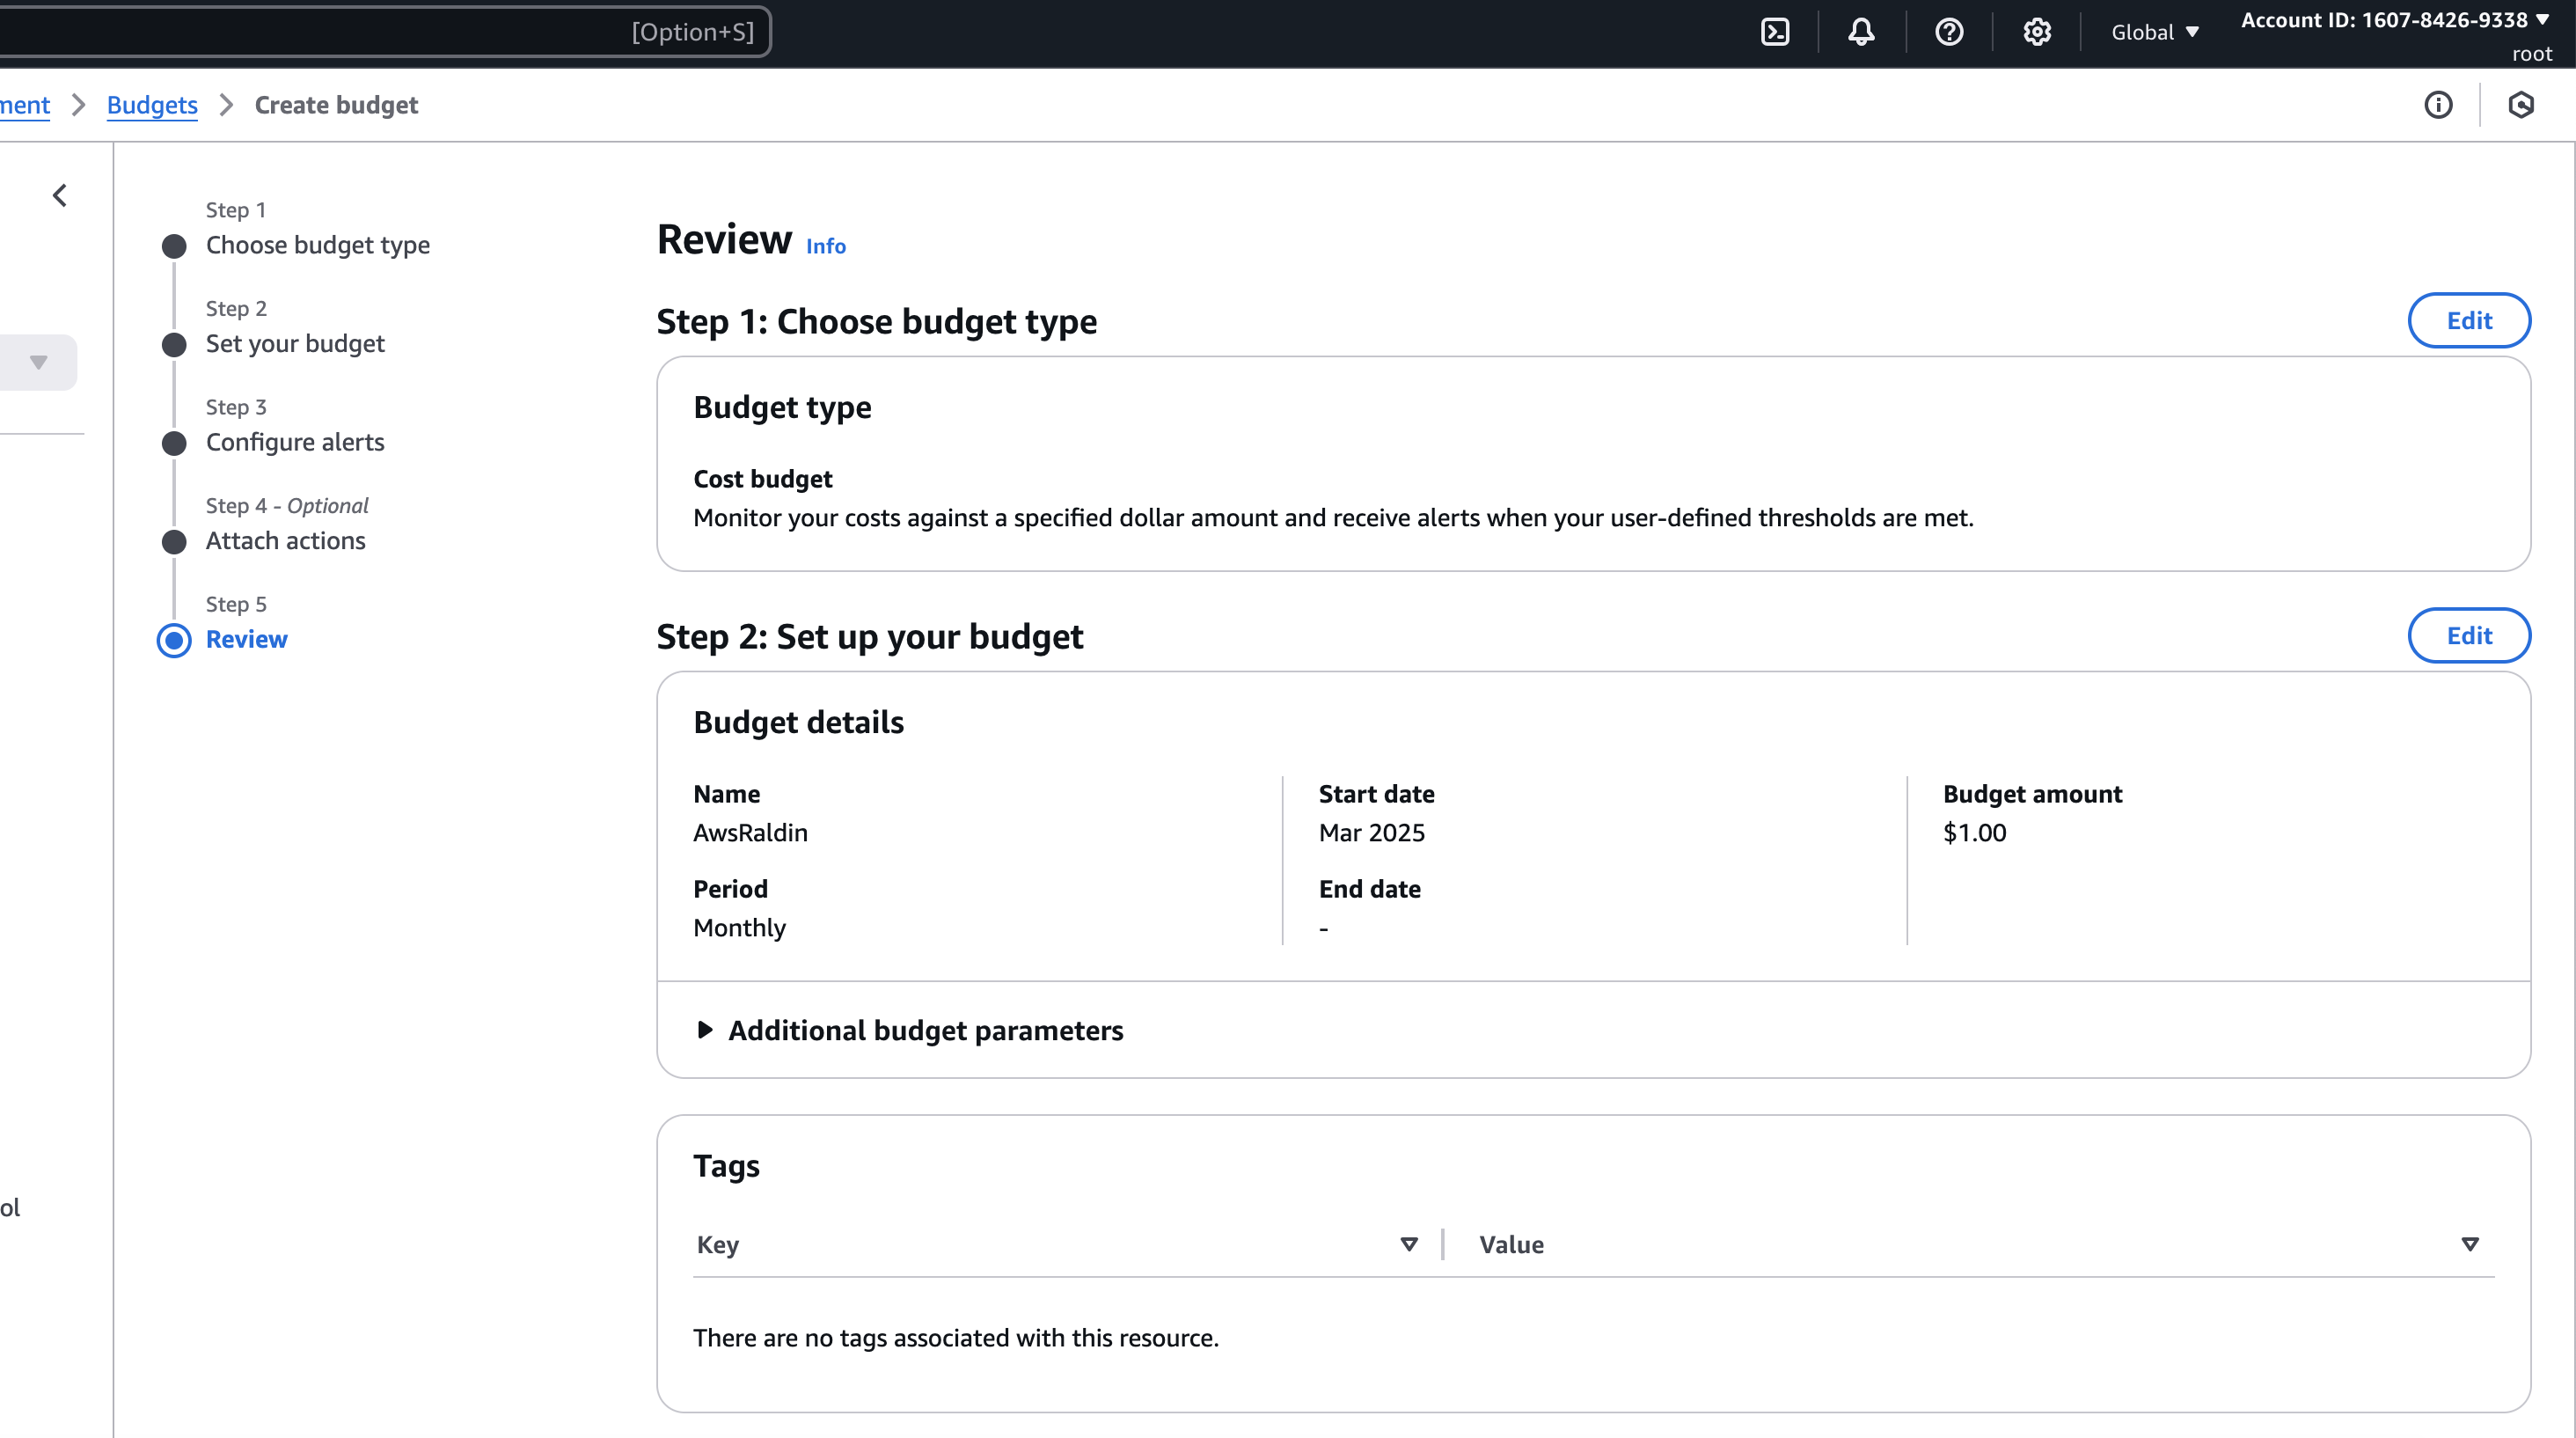 [Option+S]
Global
Account ID: 1607-8426-9338
root
ment
Budgets
Create budget
Step 1
Choose budget type
Step 2
Set your budget
Step 3
Configure alerts
Step 4 - Optional
Attach actions
Step 5
Review
ol
Review Info
Step 1: Choose budget type
Edit
Budget type
Cost budget
Monitor your costs against a specified dollar amount and receive alerts when your user-defined thresholds are met.
Step 2: Set up your budget
Edit
Budget details
Name
AwsRaldin
Period
Monthly
Start date
Mar 2025
End date
-
Budget amount
$1.00
Additional budget parameters
Tags
Key
Value
There are no tags associated with this resource.